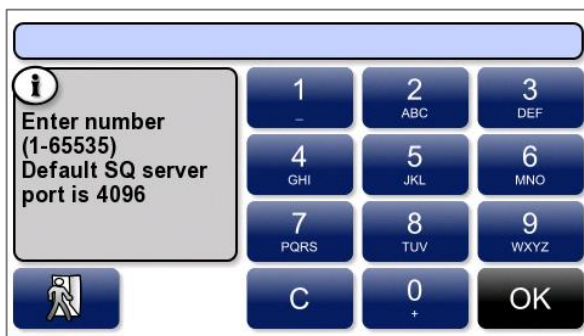 i
Enter number
(1-65535)
Default SQ server
port is 4096
1
_
2
ABC
3
DEF
4
GHI
5
JKL
6
MNO
7
PQRS
8
TUV
9
WXYZ
C
0
+
OK